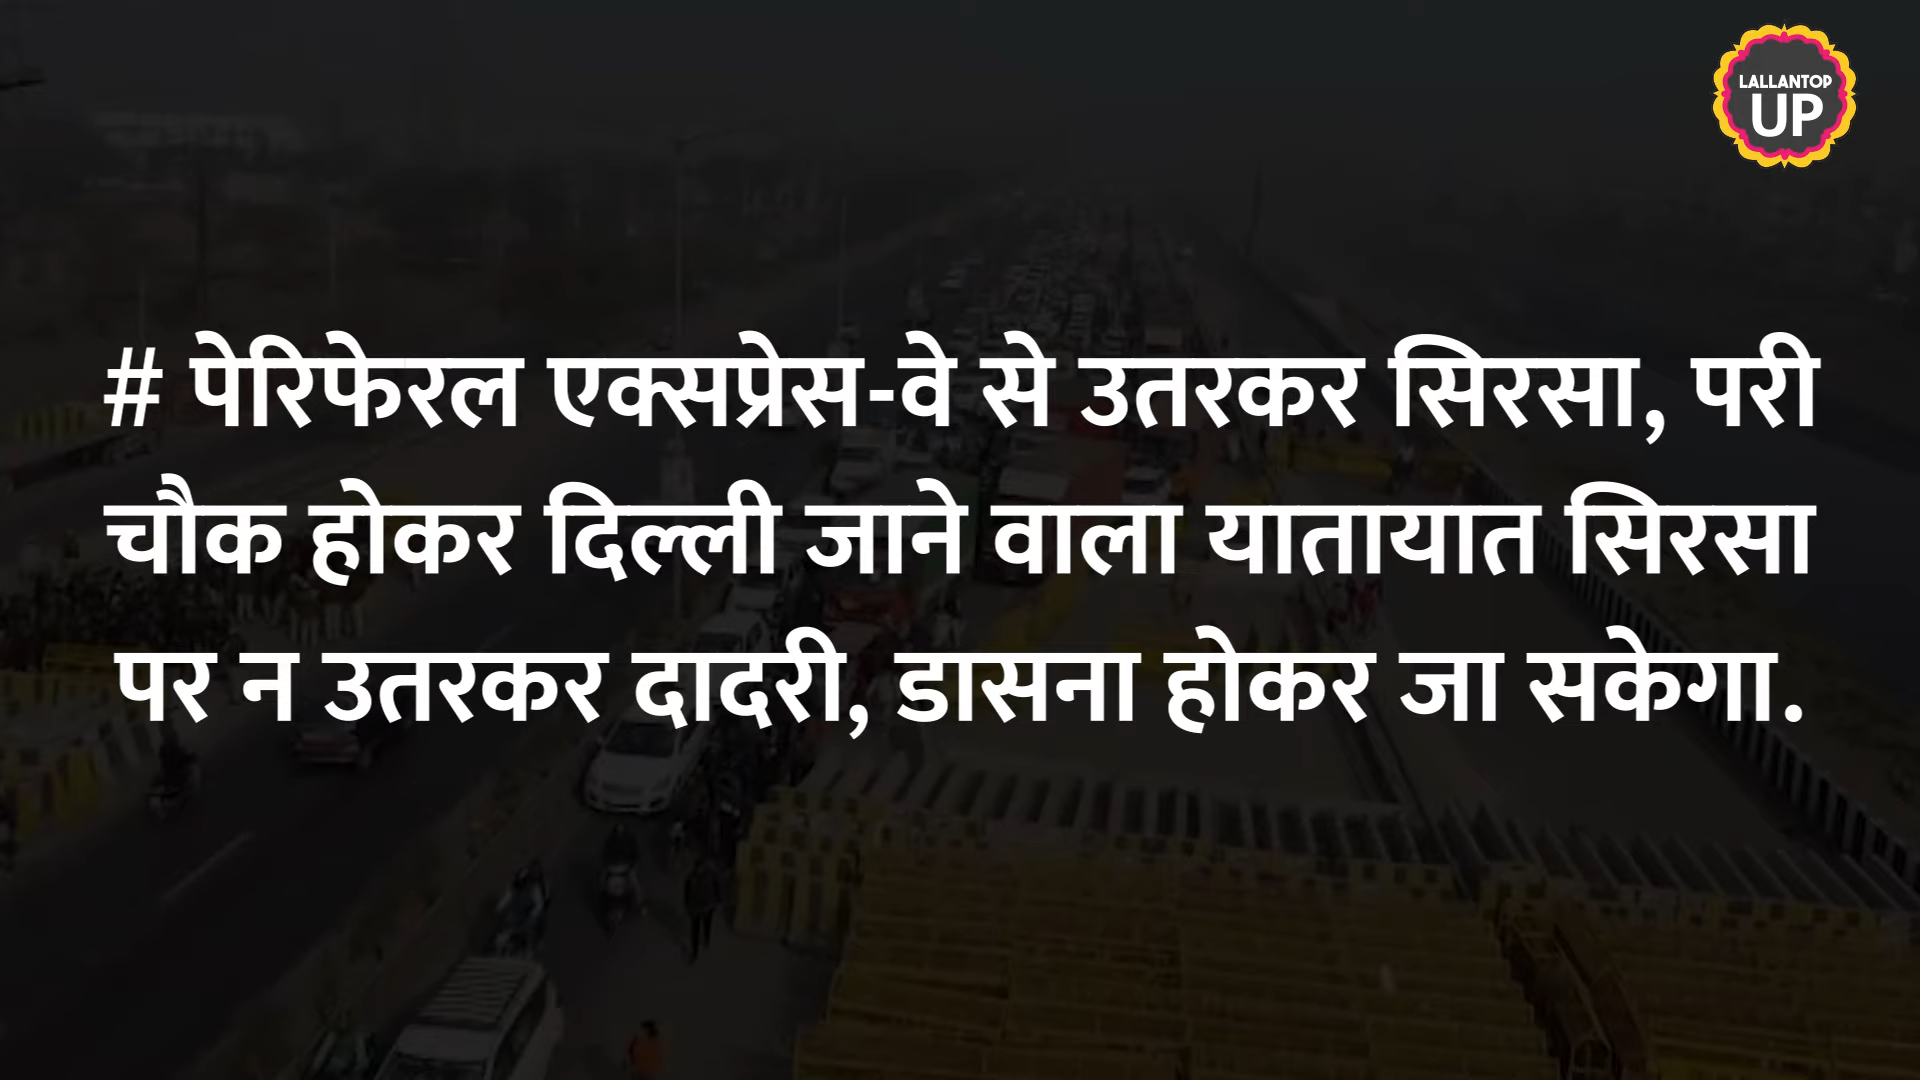 LALLANTOP
UP
# पेरिफेरल एक्सप्रेस-वे से उतरकर सिरसा, परी
चौक होकर दिल्ली जाने वाला यातायात सिरसा
पर न उतरकर दादरी, डासना होकर जा सकेगा.